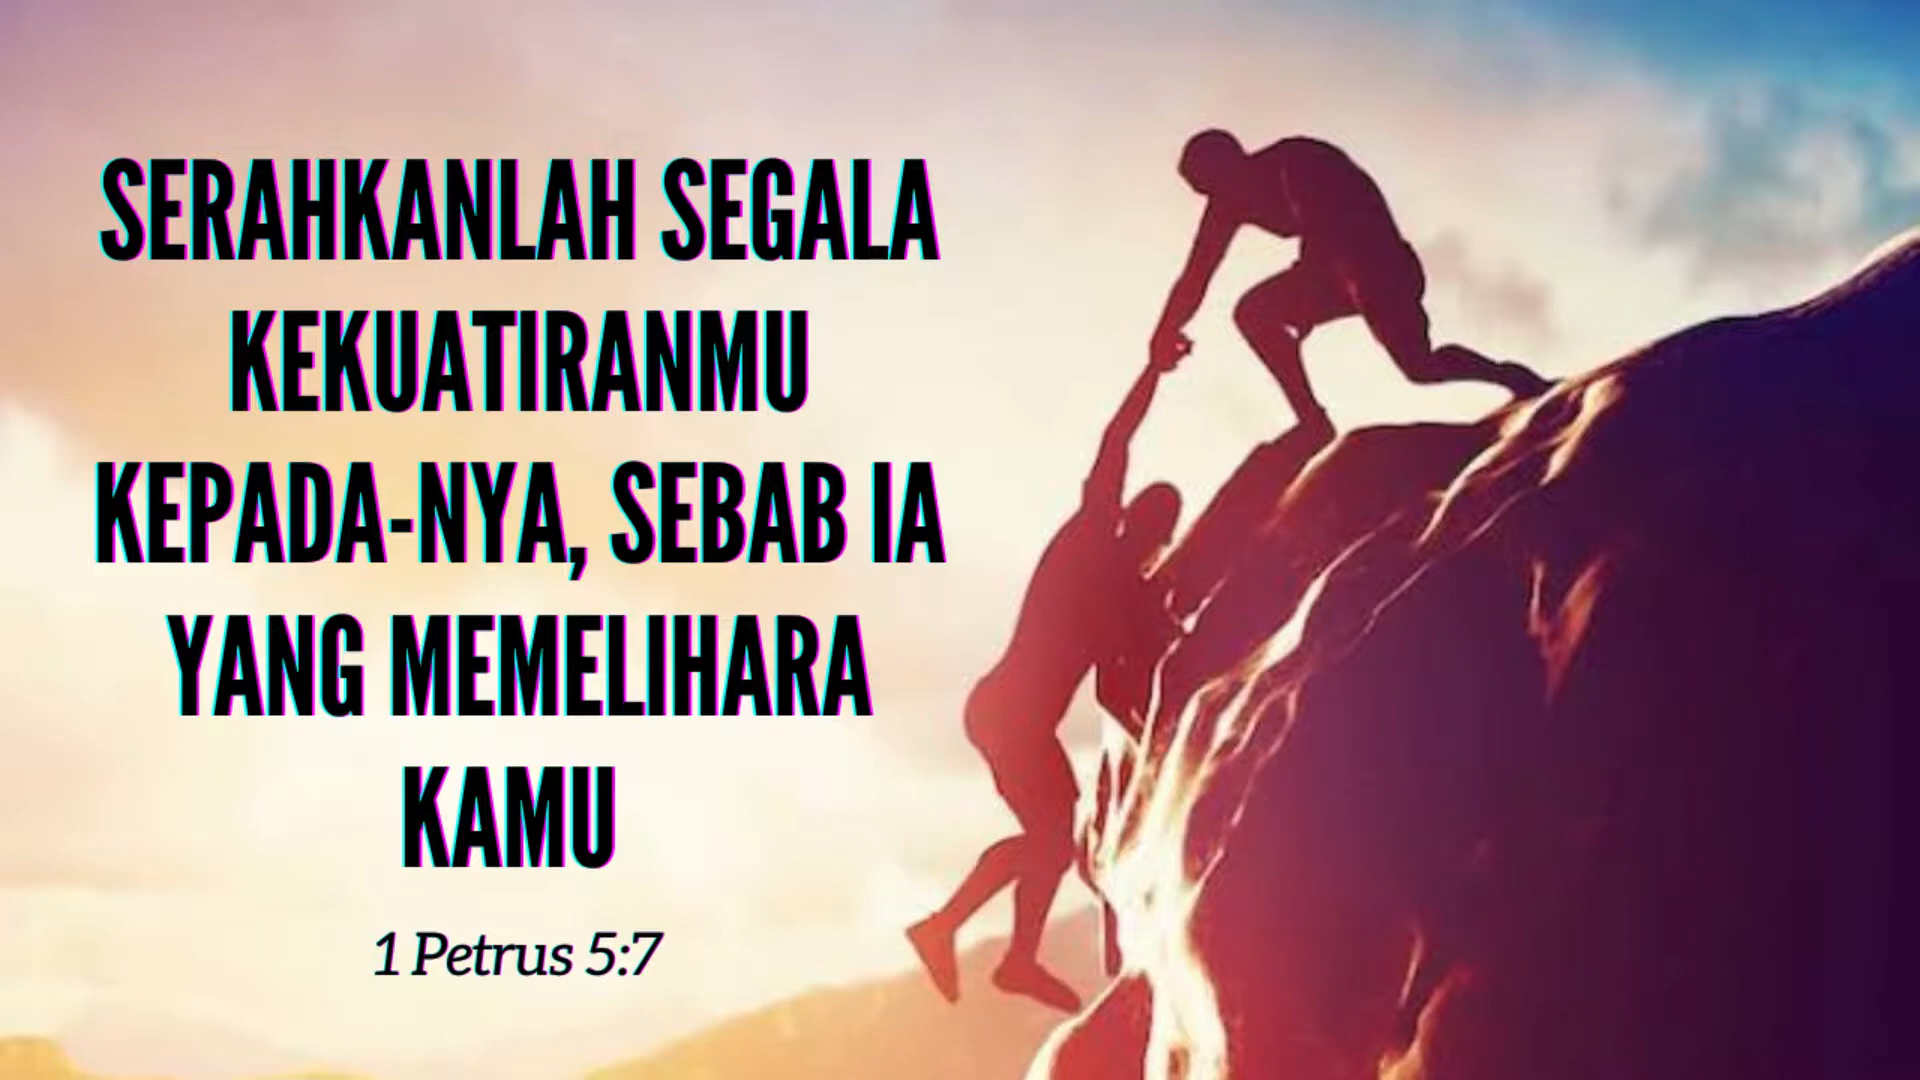 SERAHKANLAH SEGALA
KEKUATIRANMU
KEPADA-NYA, SEBAB IA
YANG MEMELIHARA
KAMU
1 Petrus 5:7